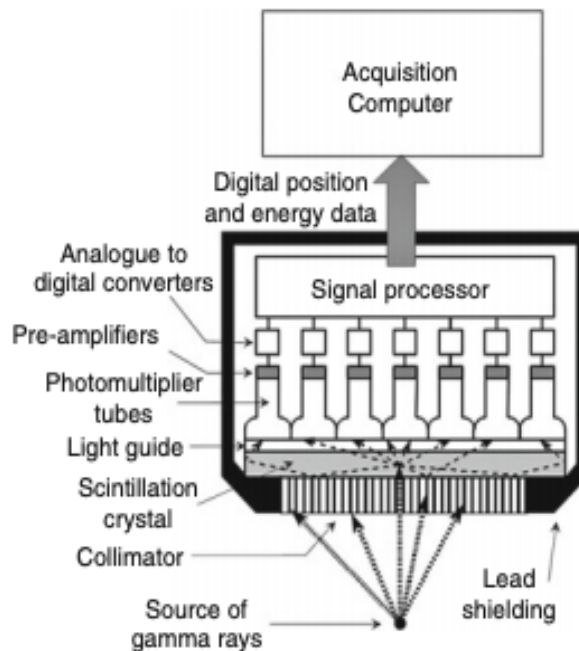 Acquisition
Computer
Digital position
and energy data
Analogue to
digital converters
Signal processor
Pre-amplifiers
Photomultiplier
tubes
Light guide
Scintillation
crystal
Collimator
Lead
shielding
Source of
gamma rays